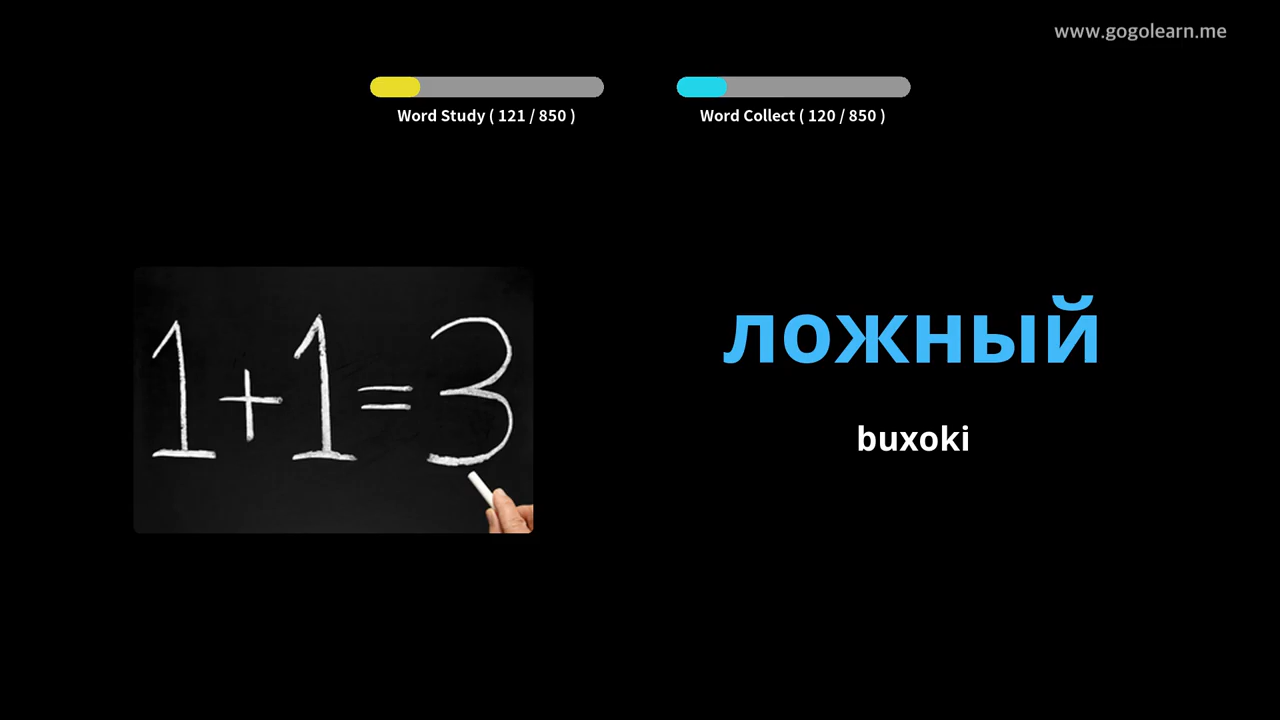 www.gogolearn.me
Word Study ( 121 / 850 )
Word Collect ( 120 / 850 )
1+1=3
ложный
buxoki